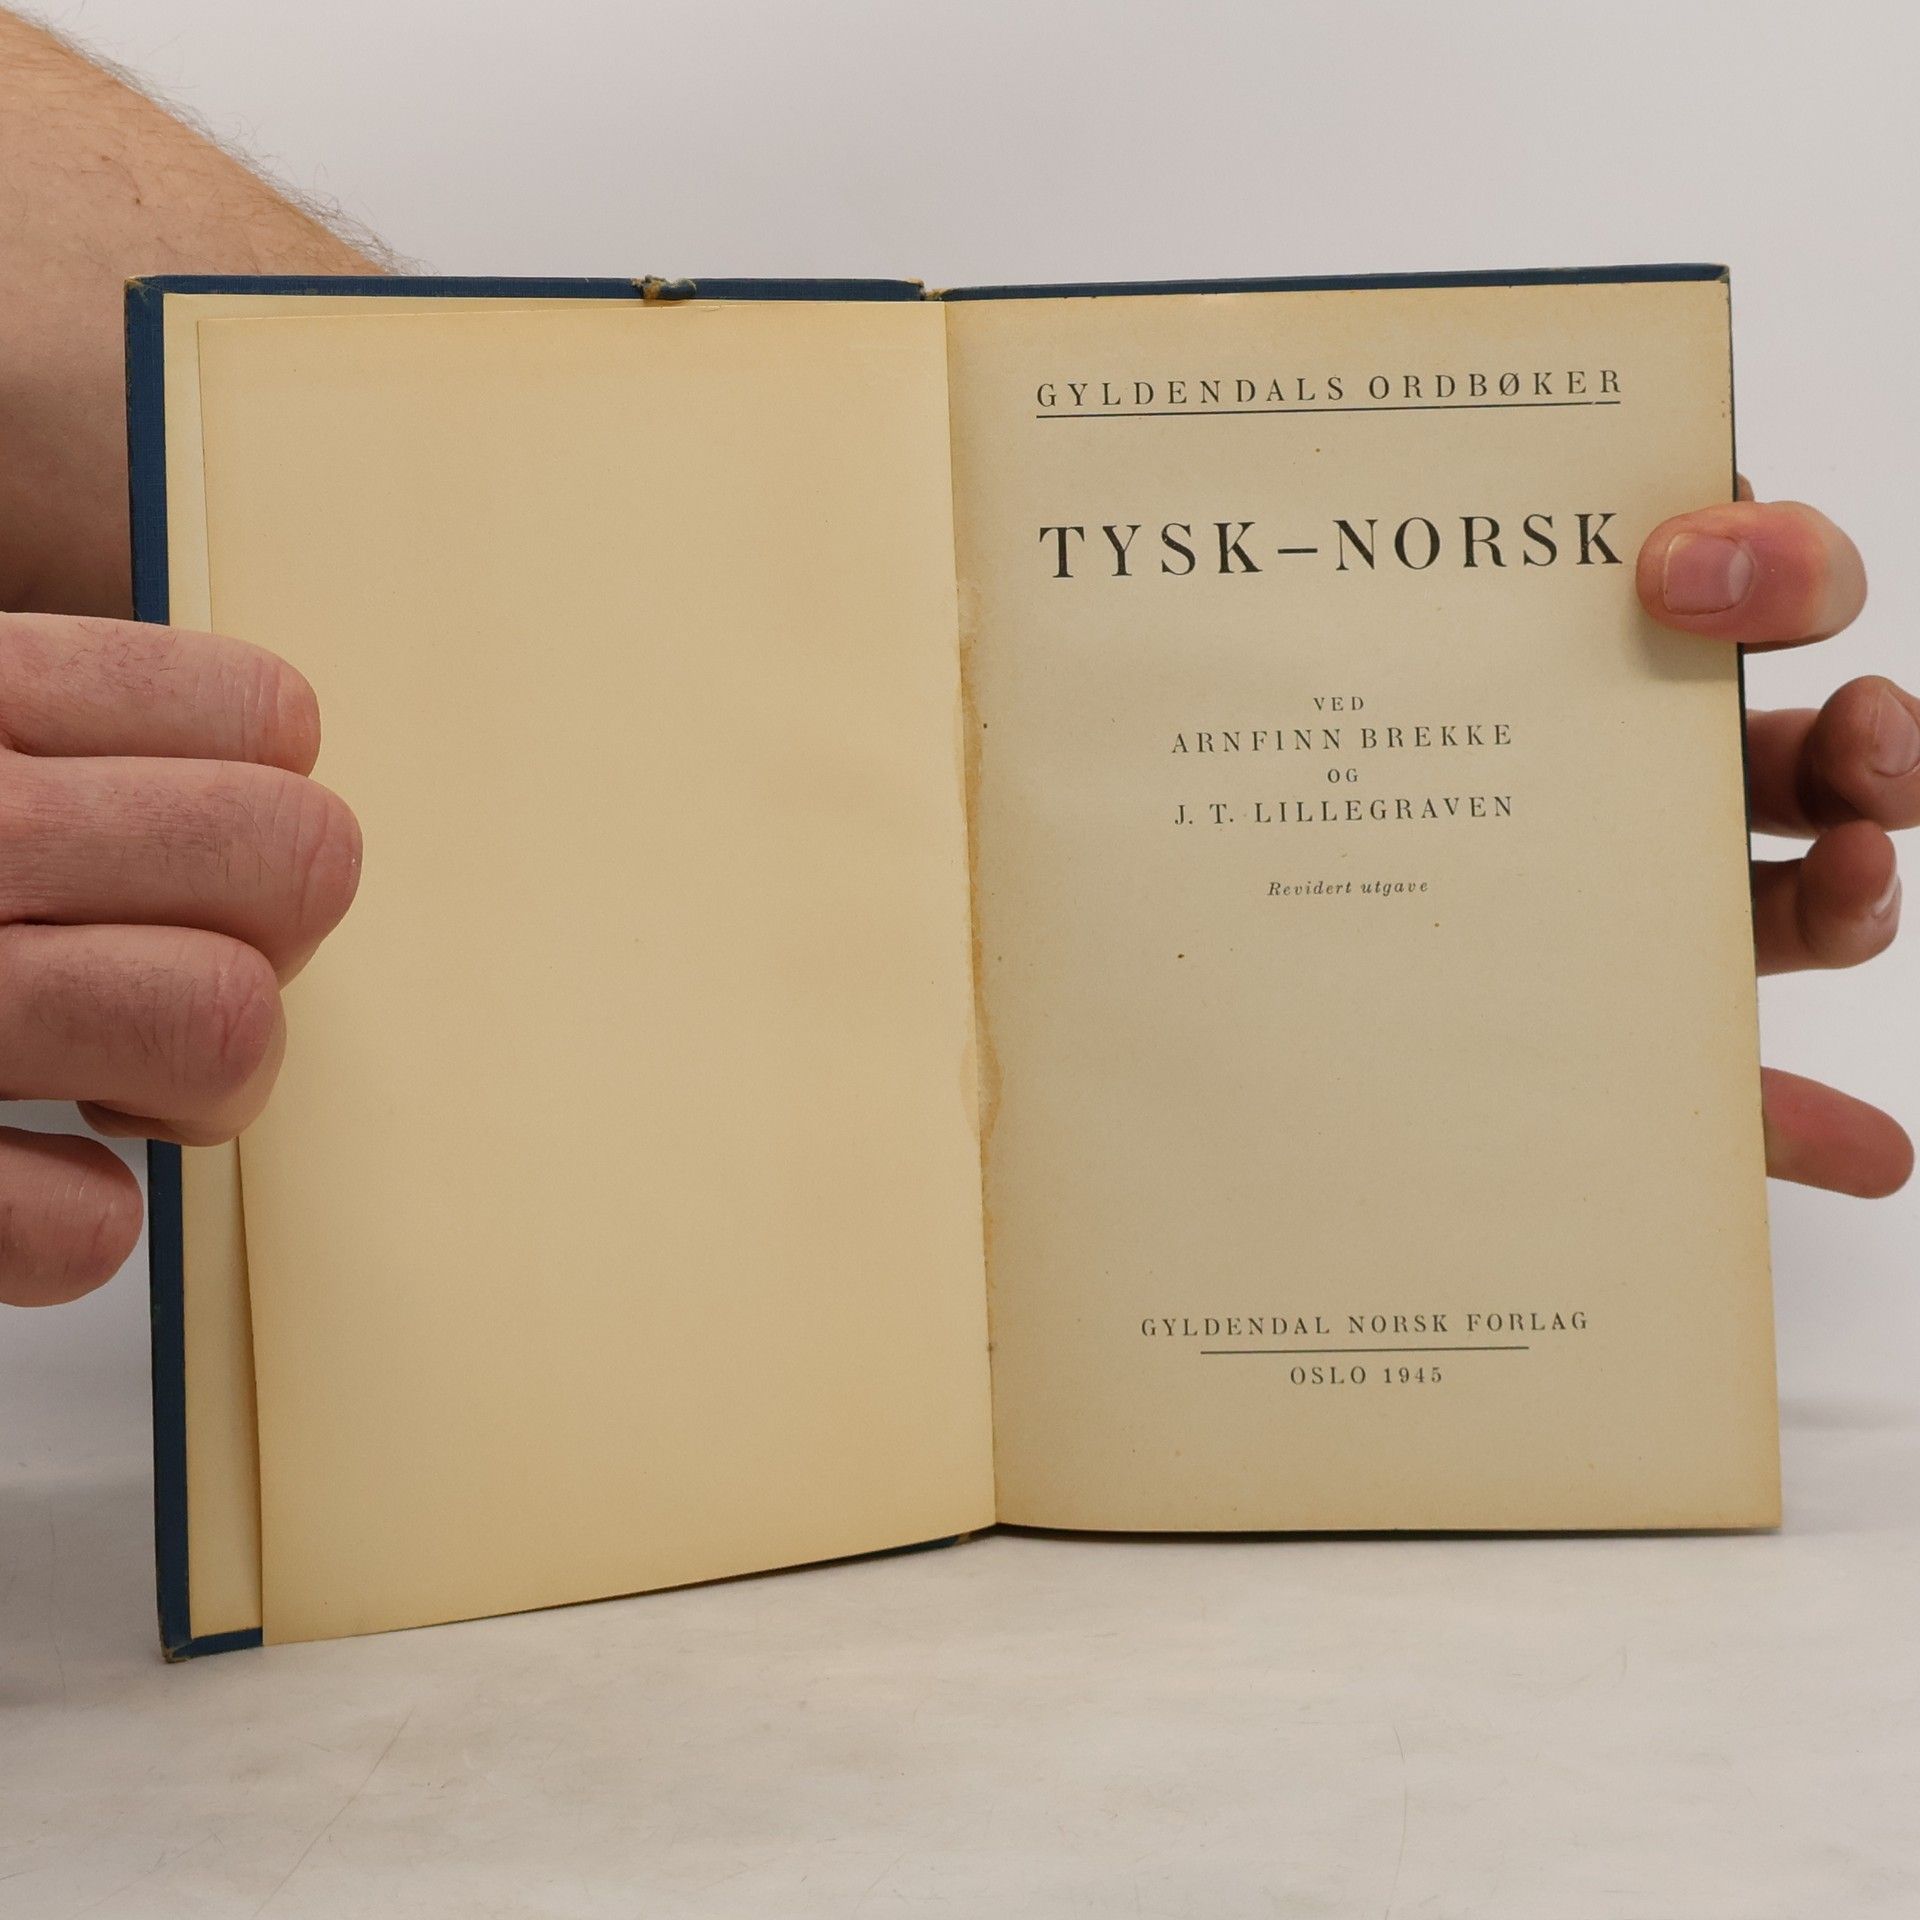 GYLDENDALS ORDBØKER
TYSK–NORSK
VED
ARNFINN BREKKE
OG
J. T. LILLEGRAVEN
Revidert utgave
GYLDENDAL NORSK FORLAG
OSLO 1945